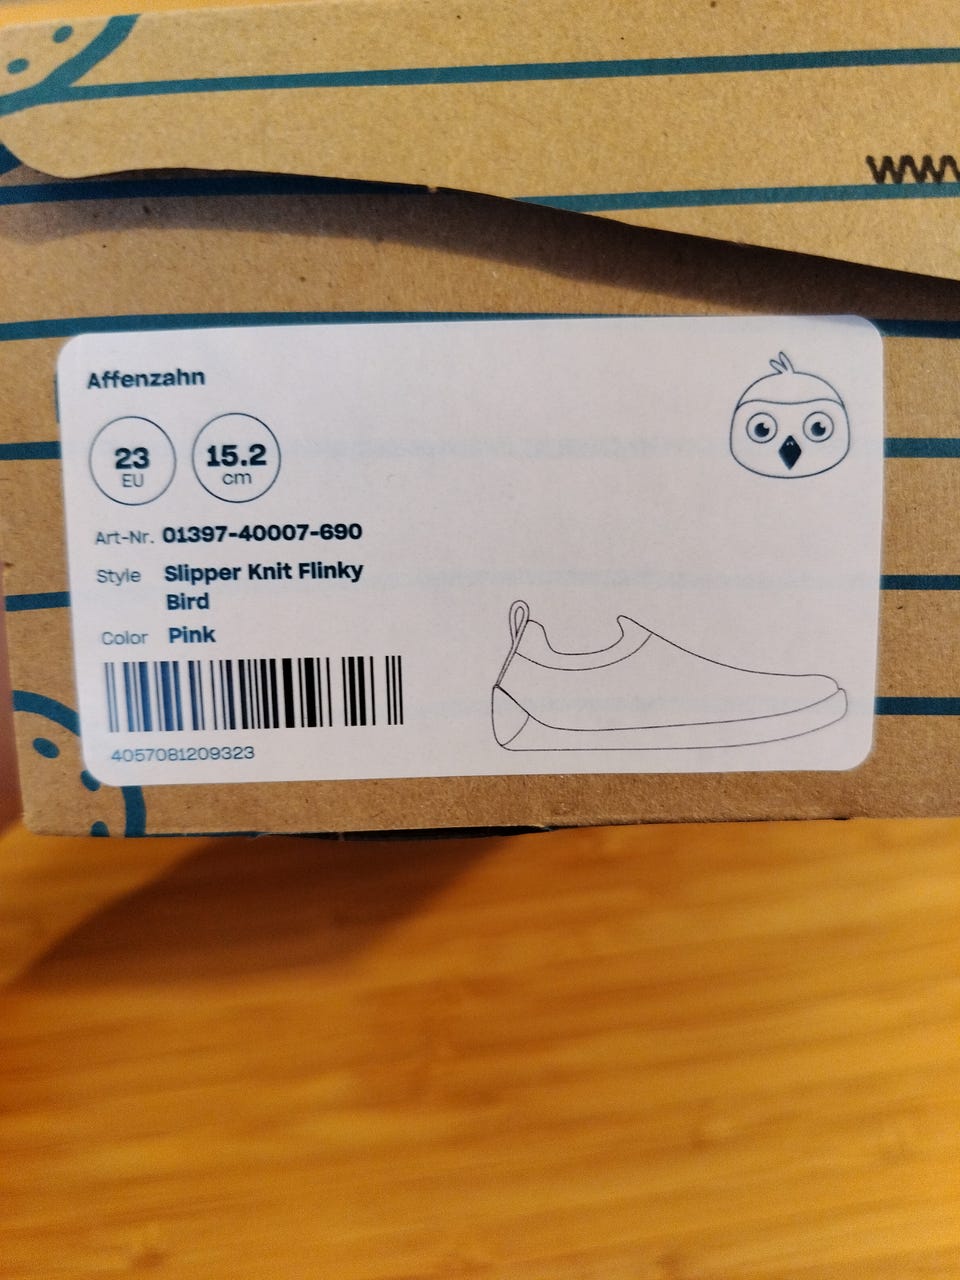 www
Affenzahn
23
EU
15.2
cm
Art-Nr. 01397-40007-690
Style Slipper Knit Flinky
Bird
Color Pink
4057081209323